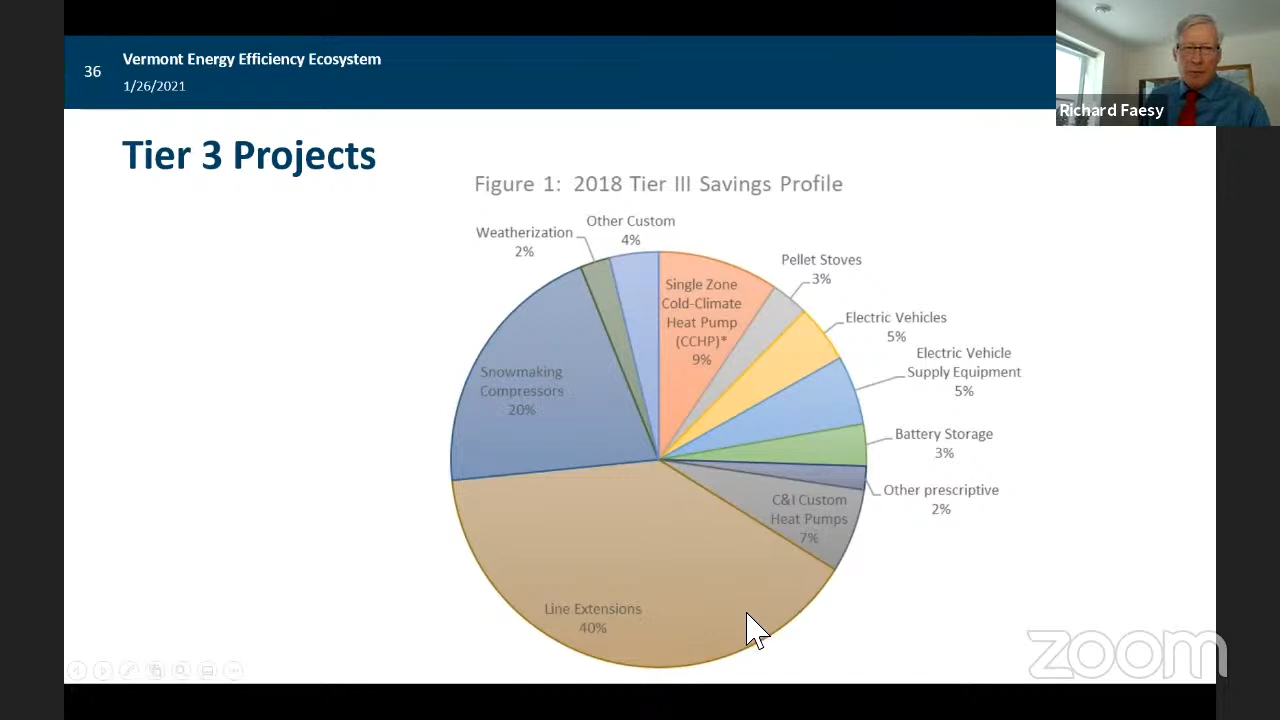 36
Vermont Energy Efficiency Ecosystem
1/26/2021
Richard Faesy
Tier 3 Projects
Figure 1: 2018 Tier III Savings Profile
Other Custom
4%
Weatherization
2%
Pellet Stoves
3%
Single Zone
Cold-Climate
Heat Pump
(CCHP)*
9%
Electric Vehicles
5%
Electric Vehicle
Supply Equipment
5%
Snowmaking
Compressors
20%
Battery Storage
3%
Other prescriptive
2%
C&I Custom
Heat Pumps
7%
Line Extensions
40%
zoom